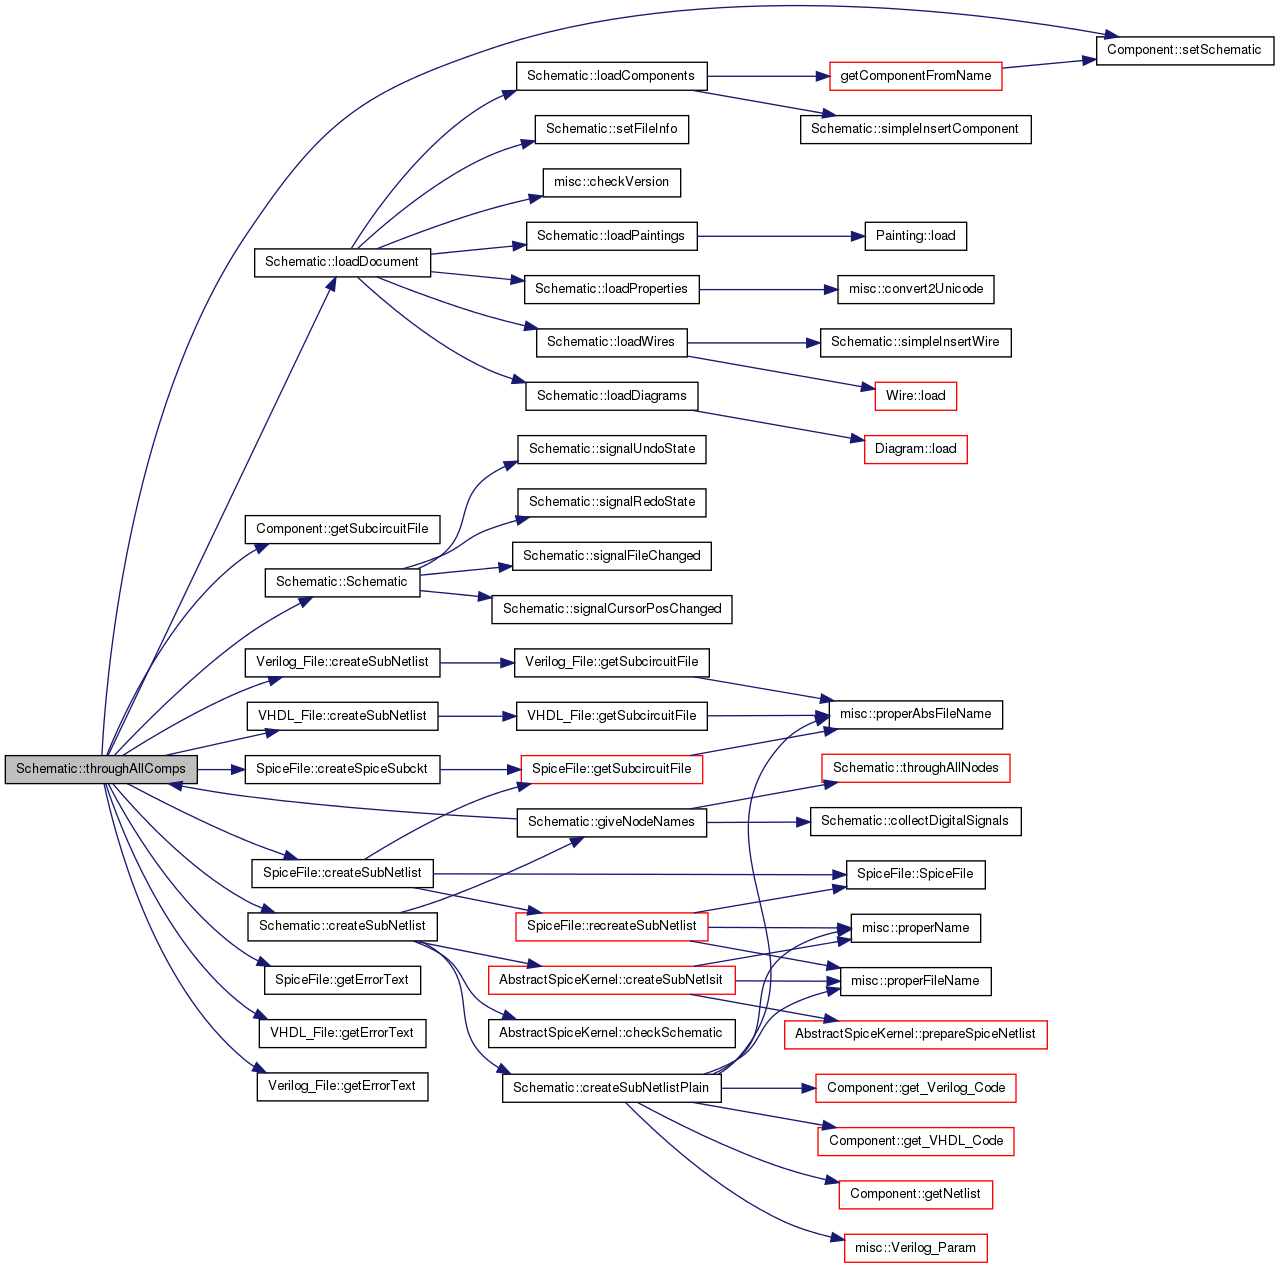 Component::setSchematic
Schematic::loadComponents
getComponentFromName
Schematic::setFileInfo
Schematic::simpleInsertComponent
misc::checkVersion
Schematic::loadPaintings
Painting::load
Schematic::loadDocument
Schematic::loadProperties
misc::convert2Unicode
Schematic::loadWires
Schematic::simpleInsertWire
Schematic::loadDiagrams
Wire::load
Schematic::signalUndoState
Diagram::load
Schematic::signalRedoState
Component::getSubcircuitFile
Schematic::signalFileChanged
Schematic::Schematic
Schematic::signalCursorPosChanged
Verilog_File::createSubNetlist
Verilog_File::getSubcircuitFile
VHDL_File::createSubNetlist
VHDL_File::getSubcircuitFile
misc::properAbsFileName
Schematic::throughAllComps
SpiceFile::createSpiceSubckt
SpiceFile::getSubcircuitFile
Schematic::throughAllNodes
Schematic::giveNodeNames
Schematic::collectDigitalSignals
SpiceFile::createSubNetlist
SpiceFile::SpiceFile
Schematic::createSubNetlist
SpiceFile::recreateSubNetlist
misc::properName
SpiceFile::getErrorText
AbstractSpiceKernel::createSubNetlsit
misc::properFileName
VHDL_File::getErrorText
AbstractSpiceKernel::checkSchematic
AbstractSpiceKernel::prepareSpiceNetlist
Verilog_File::getErrorText
Schematic::createSubNetlistPlain
Component::get_Verilog_Code
Component::get_VHDL_Code
Component::getNetlist
misc::Verilog_Param